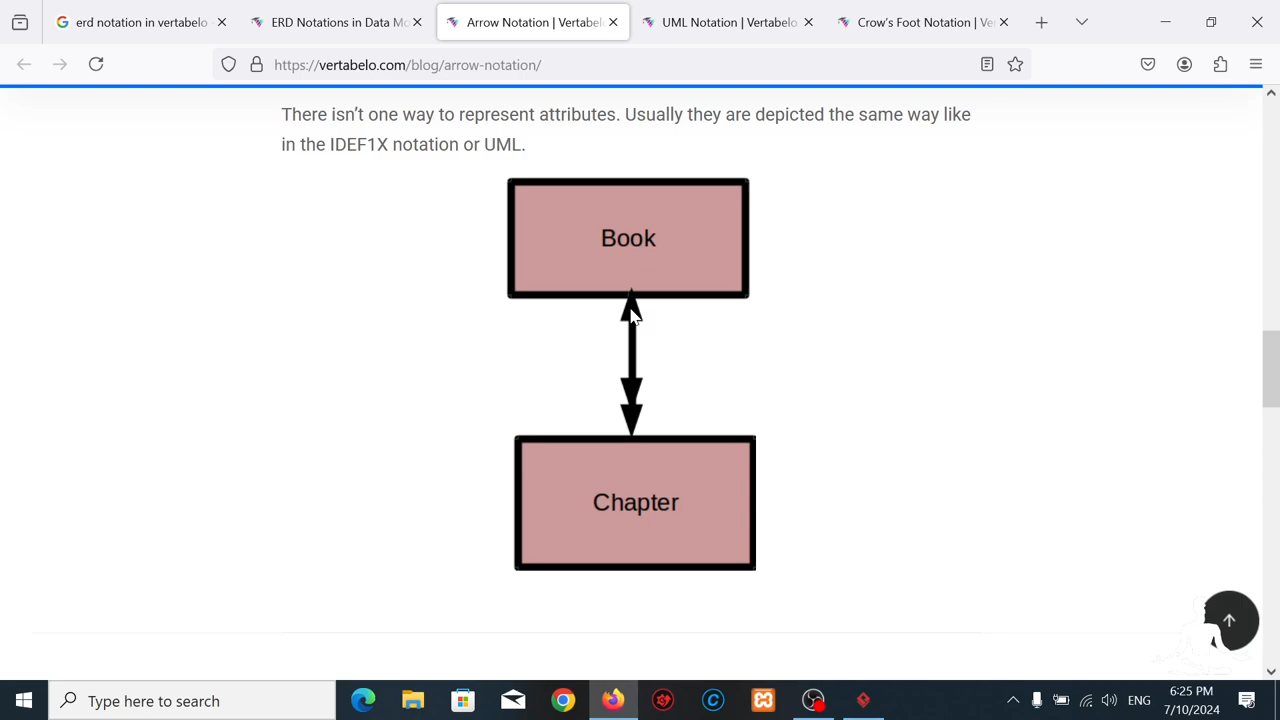 erd notation in vertabelo
ERD Notations in Data Mo
Arrow Notation | Vertabelo
UML Notation | Vertabelo
Crow's Foot Notation | Ve
https://vertabelo.com/blog/arrow-notation/
There isn't one way to represent attributes. Usually they are depicted the same way like
in the IDEF1X notation or UML.
Book
Chapter
Type here to search
ENG
6:25 PM
7/10/2024